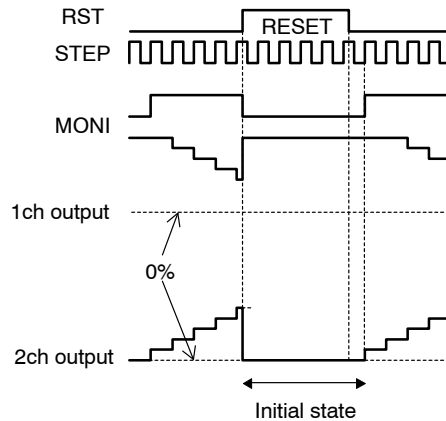 RST
RESET
STEP
MONI
1ch output
0%
2ch output
Initial state